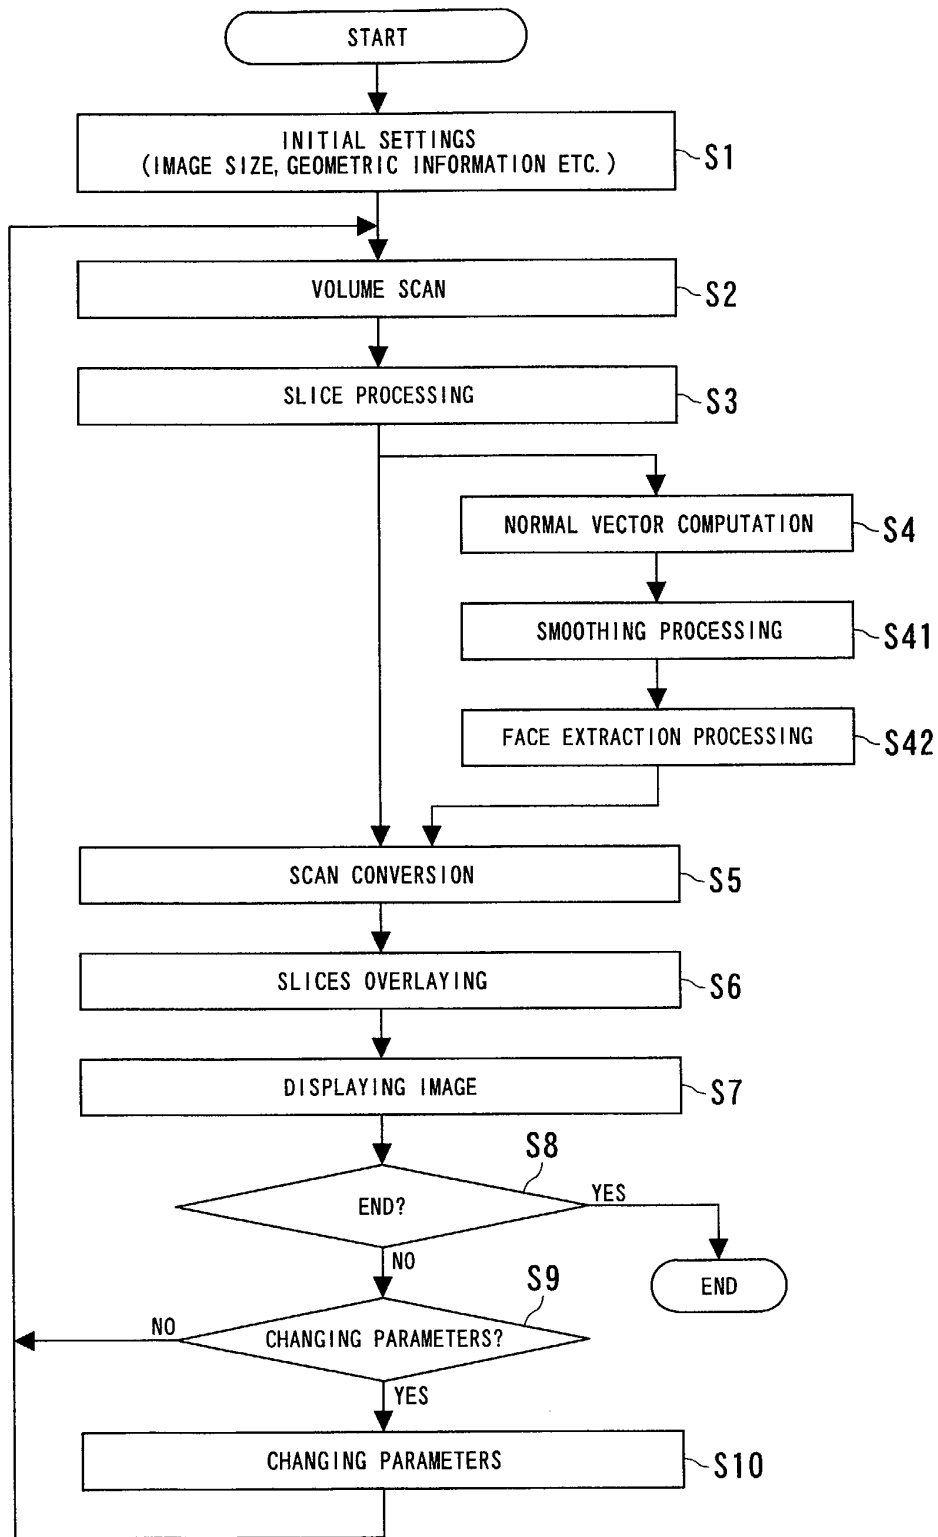 START
INITIAL SETTINGS
(IMAGE SIZE, GEOMETRIC INFORMATION ETC.)
S1
VOLUME SCAN
S2
SLICE PROCESSING
S3
NORMAL VECTOR COMPUTATION
S4
SMOOTHING PROCESSING
S41
FACE EXTRACTION PROCESSING
S42
SCAN CONVERSION
S5
SLICES OVERLAYING
S6
DISPLAYING IMAGE
S7
S8
END?
YES
NO
END
S9
NO
CHANGING PARAMETERS?
YES
CHANGING PARAMETERS
S10